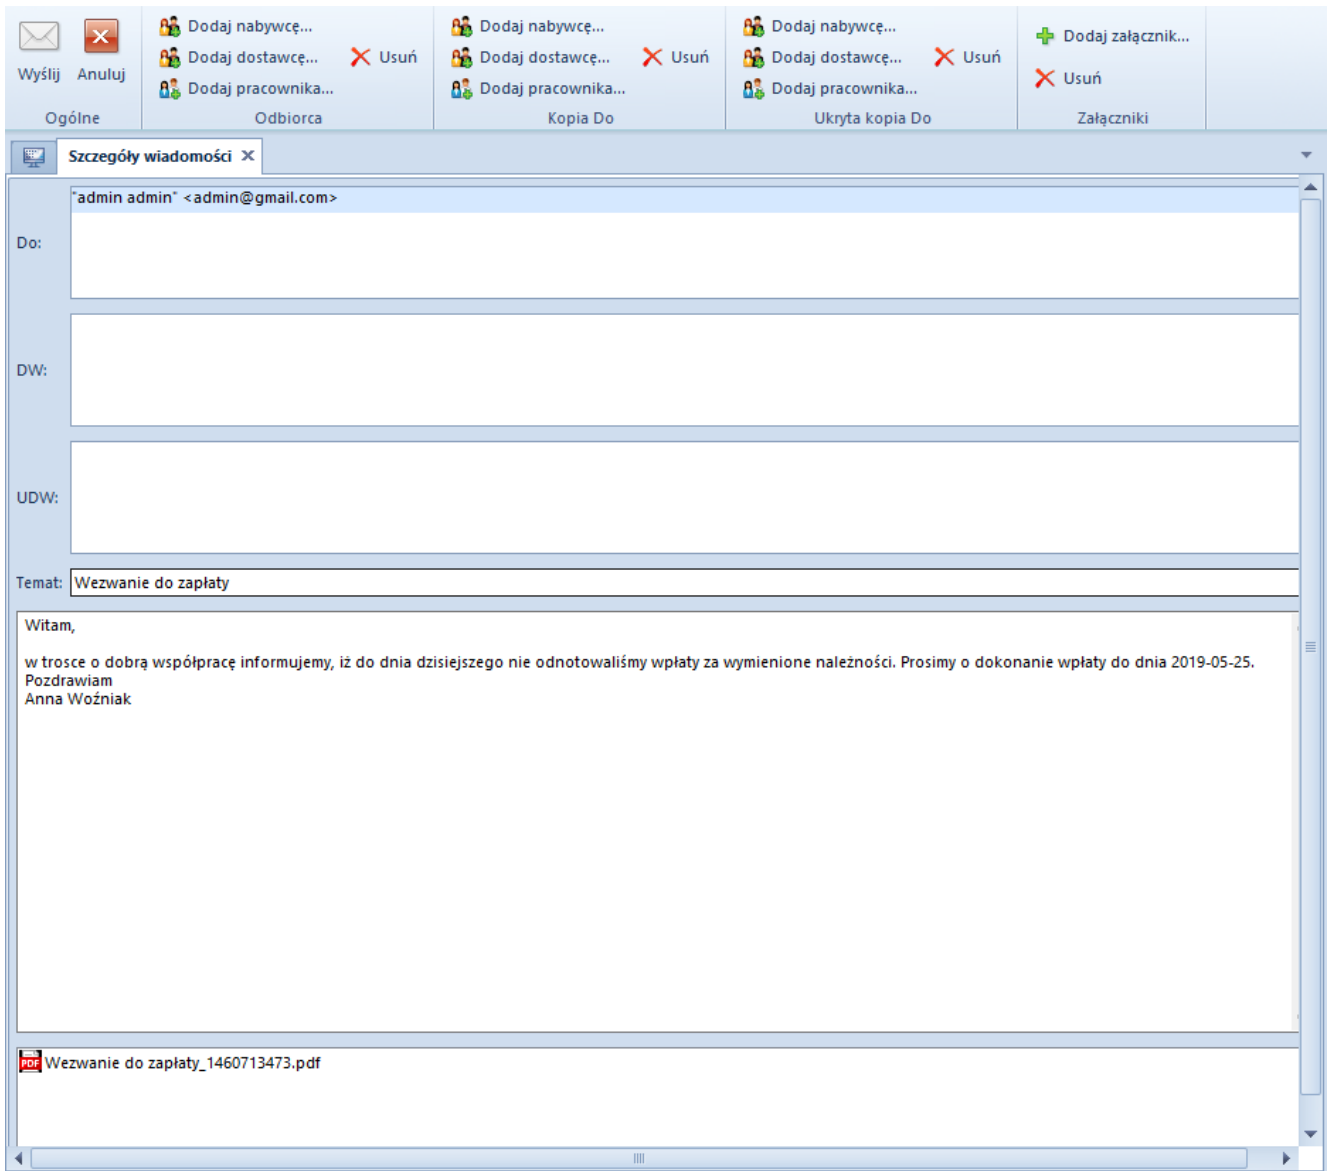 Wyślij
Anuluj
Ogólne
Dodaj nabywcę...
Dodaj dostawcę...
Usuń
Dodaj pracownika...
Odbiorca
Dodaj nabywcę...
Dodaj dostawcę...
Usuń
Dodaj pracownika...
Kopia Do
Dodaj nabywcę...
Dodaj dostawcę...
Usuń
Dodaj pracownika...
Ukryta kopia Do
Dodaj załącznik...
Usuń
Załączniki
Szczegóły wiadomości
Do:
"admin admin" <admin@gmail.com>
DW:
UDW:
Temat:
Wezwanie do zapłaty
Witam,
w trosce o dobrą współpracę informujemy, iż do dnia dzisiejszego nie odnotowaliśmy wpłaty za wymienione należności. Prosimy o dokonanie wpłaty do dnia 2019-05-25.
Pozdrawiam
Anna Woźniak
PDF
Wezwanie do zapłaty_1460713473.pdf